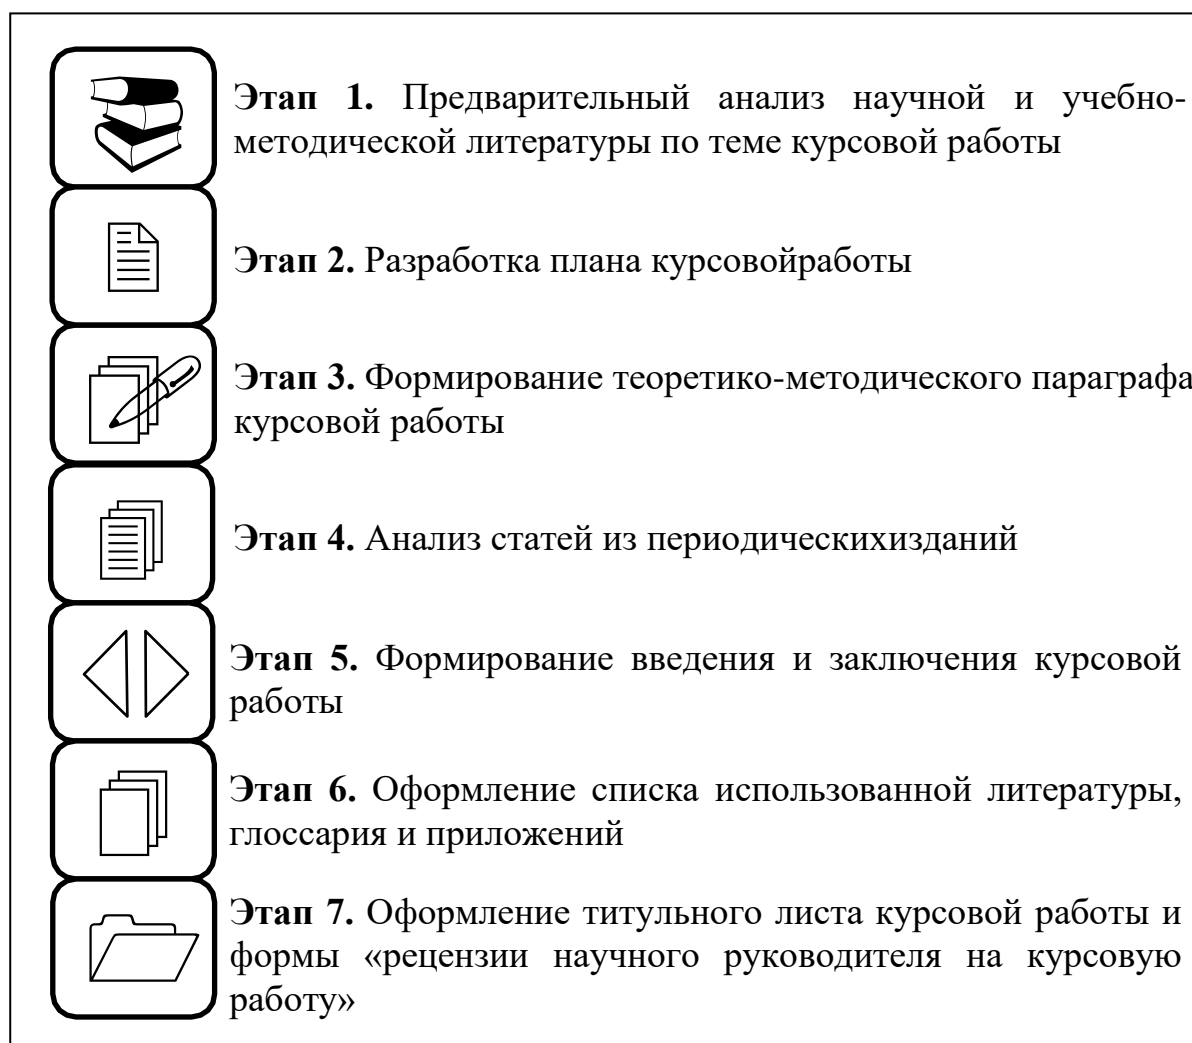 Этап 1. Предварительный анализ научной и учебно-
методической литературы по теме курсовой работы
Этап 2. Разработка плана курсовойработы
Этап 3. Формирование теоретико-методического параграфа
курсовой работы
Этап 4. Анализ статей из периодическихизданий
Этап 5. Формирование введения и заключения курсовой
работы
Этап 6. Оформление списка использованной литературы,
глоссария и приложений
Этап 7. Оформление титульного листа курсовой работы и
формы «рецензии научного руководителя на курсовую
работу»